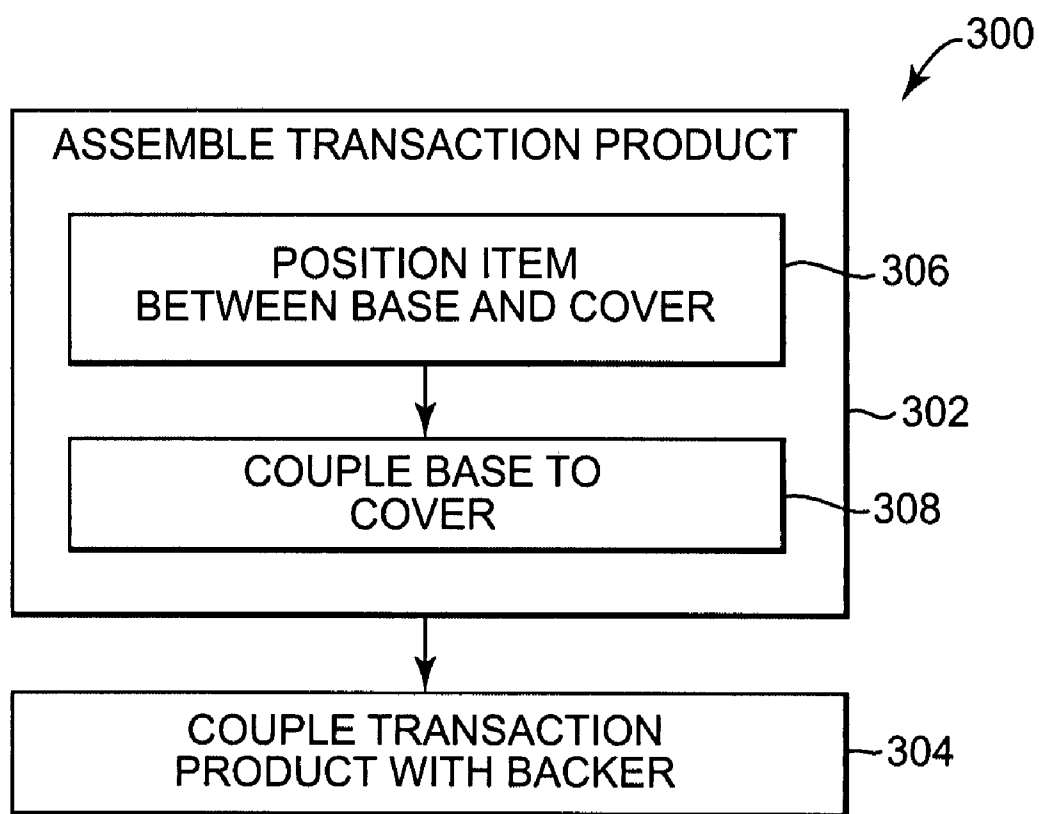 300
ASSEMBLE TRANSACTION PRODUCT
POSITION ITEM
BETWEEN BASE AND COVER
306
302
COUPLE BASE TO
COVER
308
COUPLE TRANSACTION
PRODUCT WITH BACKER
304